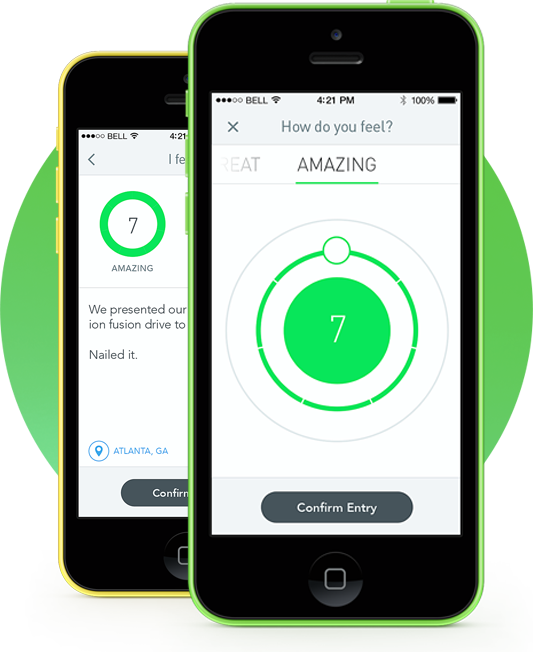 BELL
4:21
I fe
7
AMAZING
We presented our
ion fusion drive to
Nailed it.
ATLANTA, GA
Confirm
BELL
4:21 PM
100%
How do you feel?
REAT
AMAZING
7
Confirm Entry